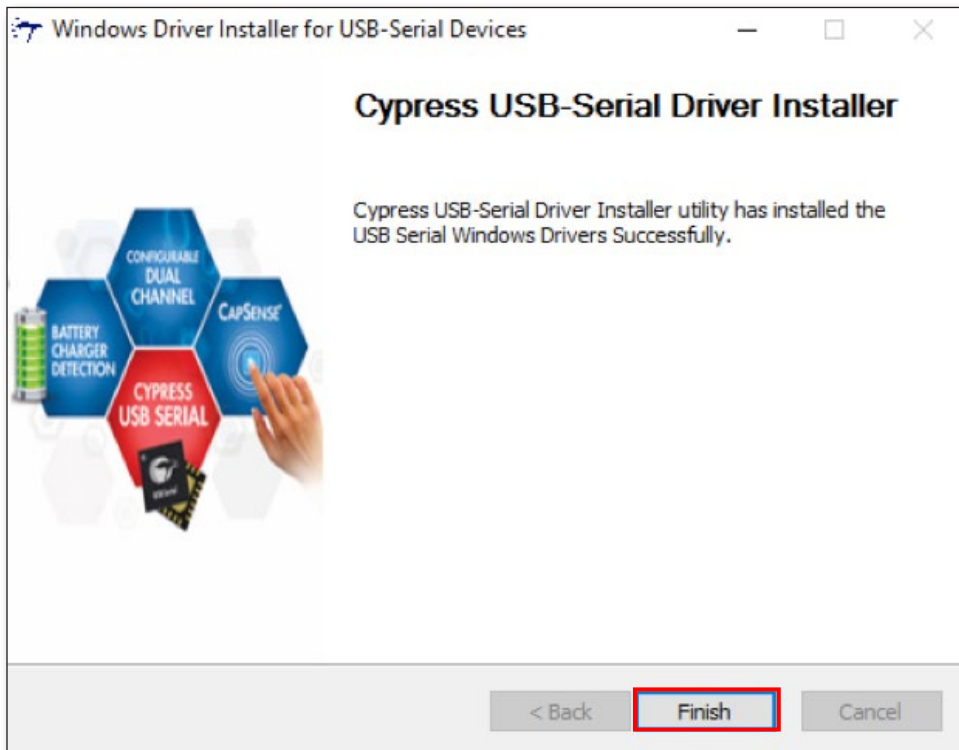 Windows Driver Installer for USB-Serial Devices
Cypress USB-Serial Driver Installer
Cypress USB-Serial Driver Installer utility has installed the
USB Serial Windows Drivers Successfully.
CONFIGURABLE
DUAL
CHANNEL
CAPSENSE
BATTERY
CHARGER
DETECTION
CYPRESS
USB SERIAL
< Back
Finish
Cancel